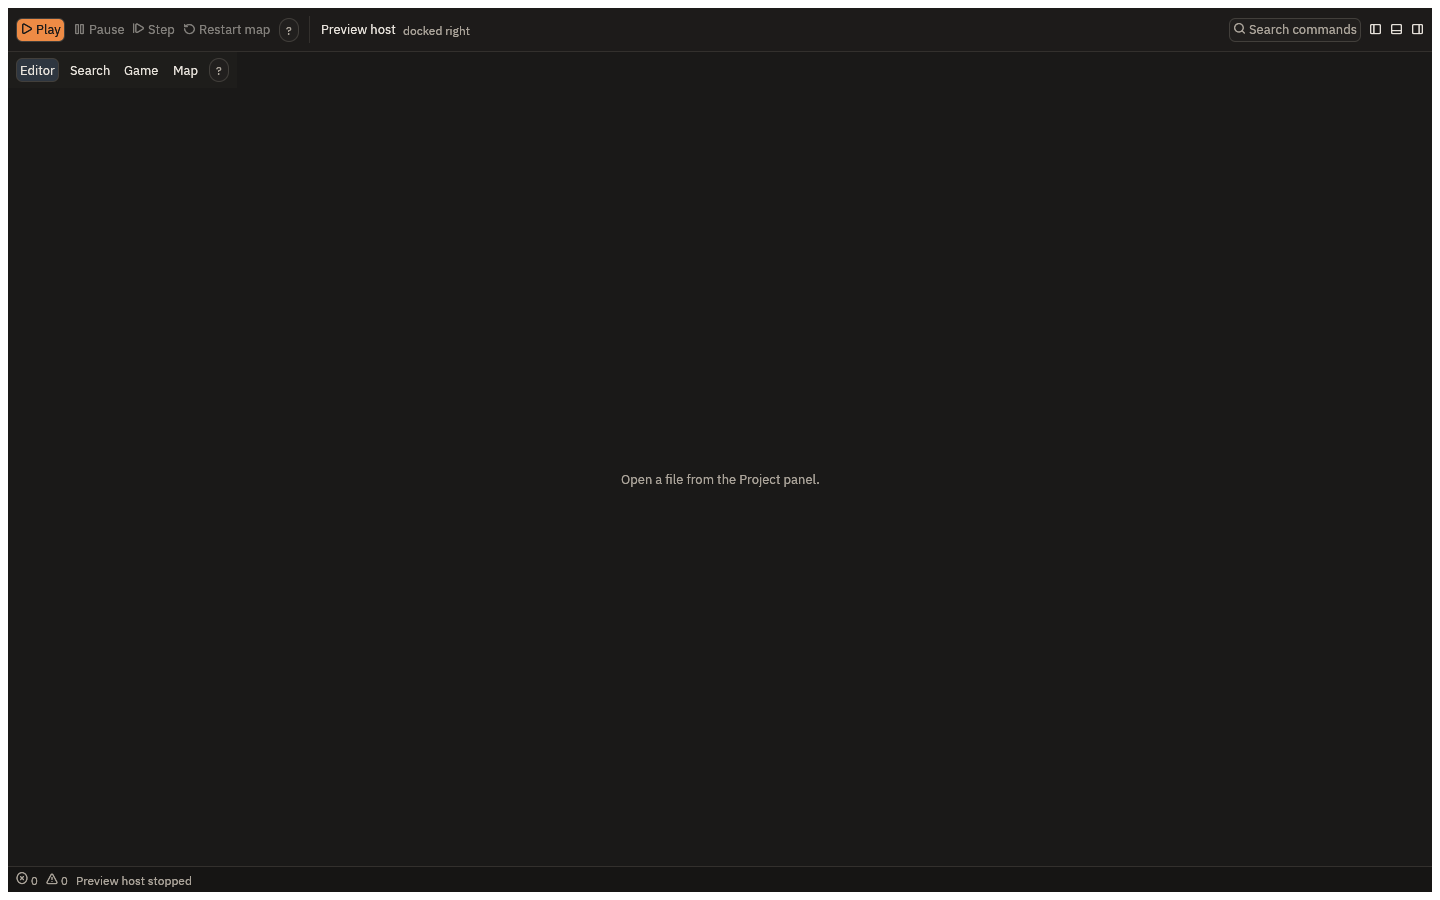 Play Pause Step Restart map ? Preview host docked right Search commands
Editor Search Game Map ?
Open a file from the Project panel.
0 0 Preview host stopped